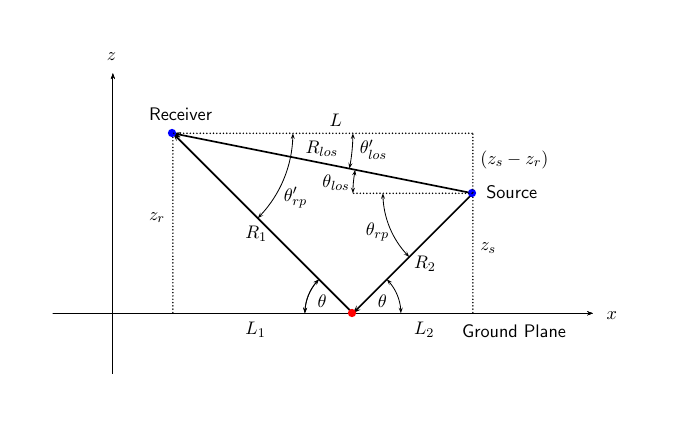 z
Receiver
L
R_{los}
θ'_{los}
(z_s − z_r)
θ_{los}
Source
θ'_{rp}
z_r
θ_{rp}
R_1
z_s
R_2
θ
θ
x
L_1
L_2
Ground Plane